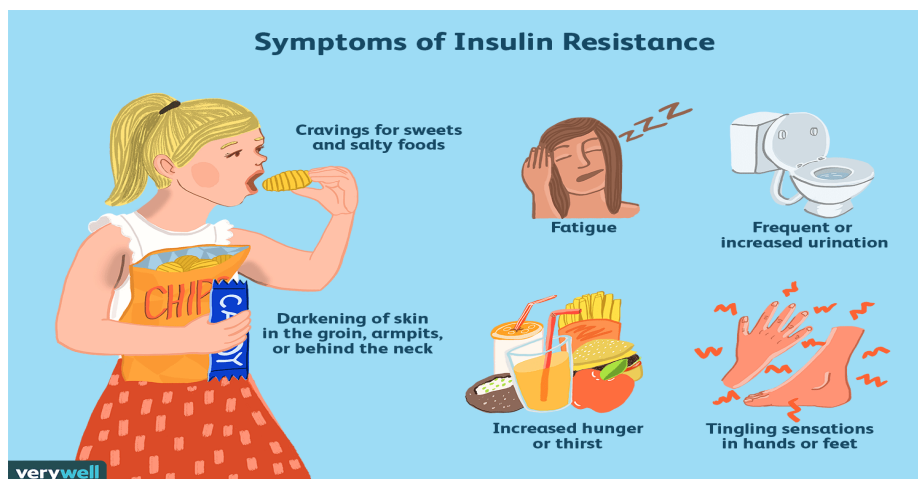 Symptoms of Insulin Resistance
Cravings for sweets
and salty foods
Fatigue
Frequent or
increased urination
CHIP
CANDY
Darkening of skin
in the groin, armpits,
or behind the neck
Increased hunger
or thirst
Tingling sensations
in hands or feet
verywell